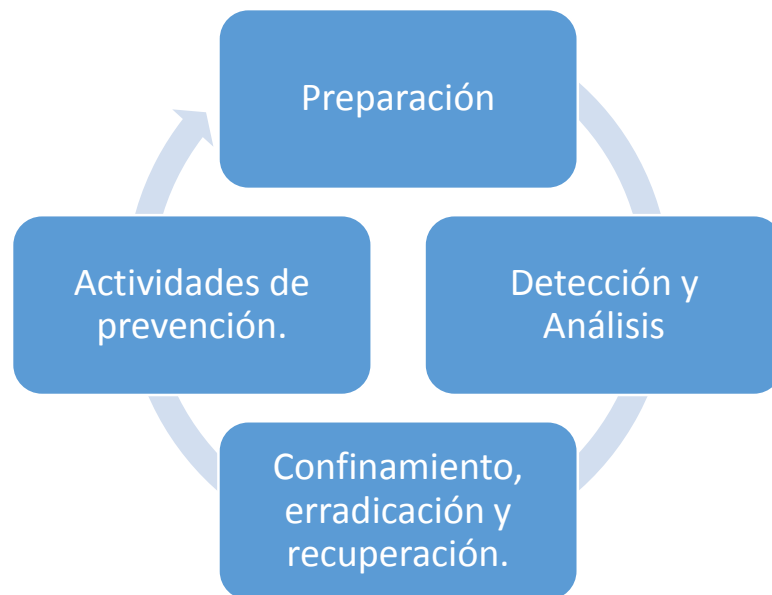 Preparación
Detección y
Análisis
Confinamiento,
erradicación y
recuperación.
Actividades de
prevención.